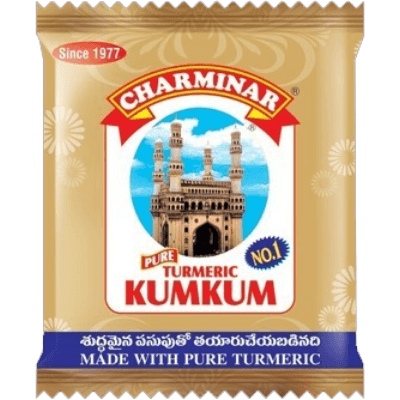 Since 1977
CHARMINAR
®
®
PURE
NO.1
TURMERIC
KUMKUM
శుద్ధమైన పసుపుతో తయారుచేయబడినది
MADE WITH PURE TURMERIC